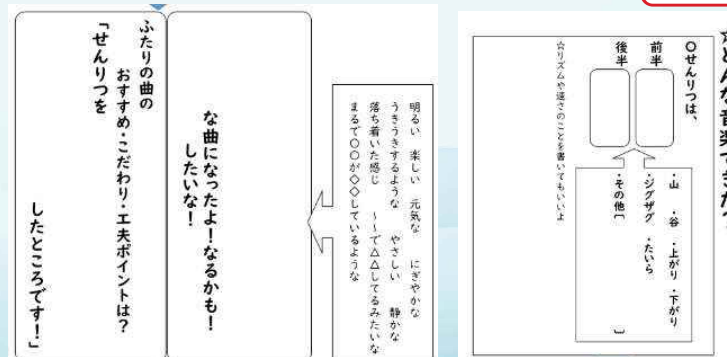 ☆どんな音楽
〇せんりつは、
前半
後半
・山　・谷　・上がり　・下がり
・ジグザグ　・たいら
・その他〔　　　〕
☆リズムや速さのことを書いてもいいよ
明るい　楽しい　元気な　にぎやかな
うきうきするような　やさしい　静かな
落ち着いた感じ　～～で△△してるみたいな
まるで〇〇が◇◇しているような
な曲になったよ！なるかも！
したいな！
ふたりの曲の
おすすめ・こだわり・工夫ポイントは？
「せんりつを
したところです！」